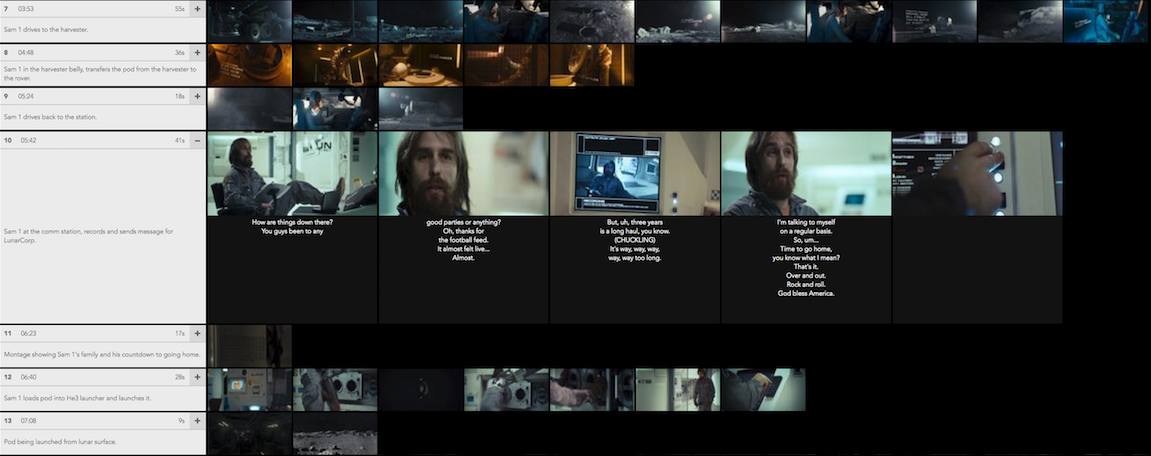 7 03:53 55s +
Sam 1 drives to the harvester.
8 04:48 36s +
Sam 1 in the harvester belly, transfers the pod from the harvester to
the rover.
9 05:24 18s +
Sam 1 drives back to the station.
10 05:42 41s −
Sam 1 at the comm station, records and sends message for
LunarCorp.
How are things down there?
You guys been to any
good parties or anything?
Oh, thanks for
the football feed.
It almost felt live...
Almost.
But, uh, three years
is a long haul, you know.
(CHUCKLING)
It's way, way, way,
way, way too long.
I'm talking to myself
on a regular basis.
So, um...
Time to go home,
you know what I mean?
That's it.
Over and out.
Rock and roll.
God bless America.
11 06:23 17s +
Montage showing Sam 1's family and his countdown to going home.
12 06:40 28s +
Sam 1 loads pod into He3 launcher and launches it.
13 07:08 9s +
Pod being launched from lunar surface.